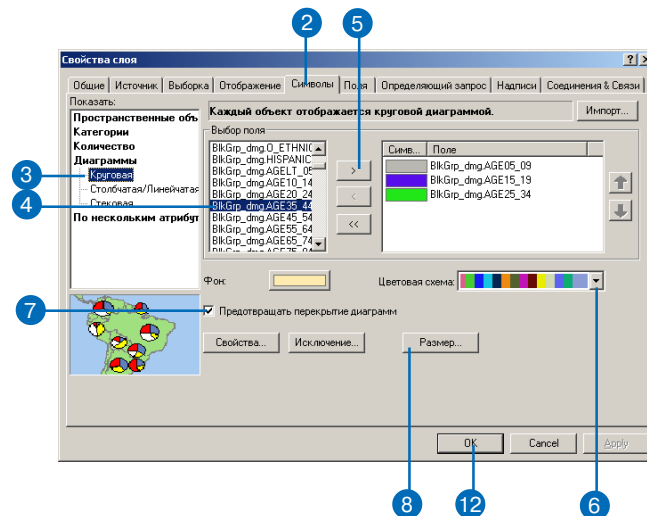 2
5
Свойства слоя
Общие Источник Выборка Отображение Символы Поля Определяющий запрос Надписи Соединения & Связи
Показать:
Пространственные объ
Категории
Количество
Диаграммы
3
Круговая
Столбчатая/Линейчатая
Стековая
По нескольким атрибут
Каждый объект отображается круговой диаграммой.
Импорт...
Выбор поля
4
BlkGrp_dmg.O_ETHNIC
BlkGrp_dmg.HISPANIC
BlkGrp_dmg.AGELT_05
BlkGrp_dmg.AGE10_14
BlkGrp_dmg.AGE20_24
BlkGrp_dmg.AGE35_44
BlkGrp_dmg.AGE45_54
BlkGrp_dmg.AGE55_64
BlkGrp_dmg.AGE65_74
BlkGrp_dmg.AGE75_84
>
<
<<
Симв... Поле
BlkGrp_dmg.AGE05_09
BlkGrp_dmg.AGE15_19
BlkGrp_dmg.AGE25_34
Фон:
Цветовая схема:
7
Предотвращать перекрытие диаграмм
Свойства... Исключение... Размер...
OK Cancel Apply
8
12
6